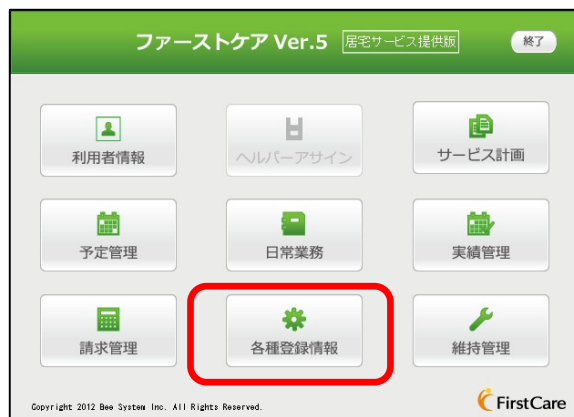 ファーストケア Ver.5 居宅サービス提供版 終了
利用者情報 ヘルパーアサイン サービス計画
予定管理 日常業務 実績管理
請求管理 各種登録情報 維持管理
Copyright 2012 Bee System Inc. All Rights Reserved. FirstCare